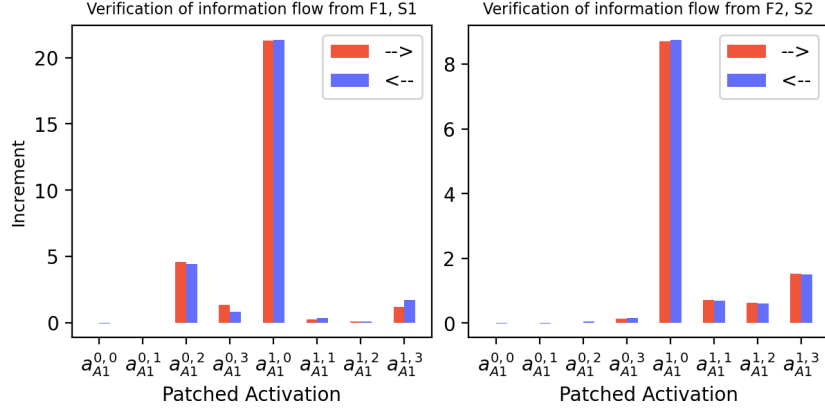 Verification of information flow from F1, S1
Increment
20
15
10
5
0
-->
<--
a_{A1}^{0,0} a_{A1}^{0,1} a_{A1}^{0,2} a_{A1}^{0,3} a_{A1}^{1,0} a_{A1}^{1,1} a_{A1}^{1,2} a_{A1}^{1,3}
Patched Activation
Verification of information flow from F2, S2
8
6
4
2
0
-->
<--
a_{A1}^{0,0} a_{A1}^{0,1} a_{A1}^{0,2} a_{A1}^{0,3} a_{A1}^{1,0} a_{A1}^{1,1} a_{A1}^{1,2} a_{A1}^{1,3}
Patched Activation